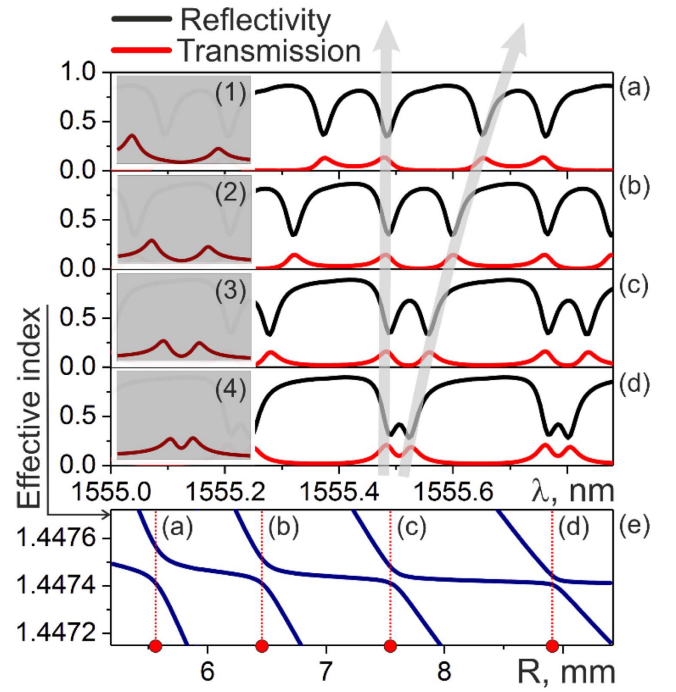 Reflectivity
Transmission
1.0
0.5
0.0
(1)
(a)
0.5
0.0
(2)
(b)
0.5
0.0
(3)
(c)
0.5
0.0
(4)
(d)
1555.0 1555.2 1555.4 1555.6 λ, nm
Effective index
1.4476
1.4474
1.4472
(a) (b) (c) (d) (e)
6 7 8 R, mm